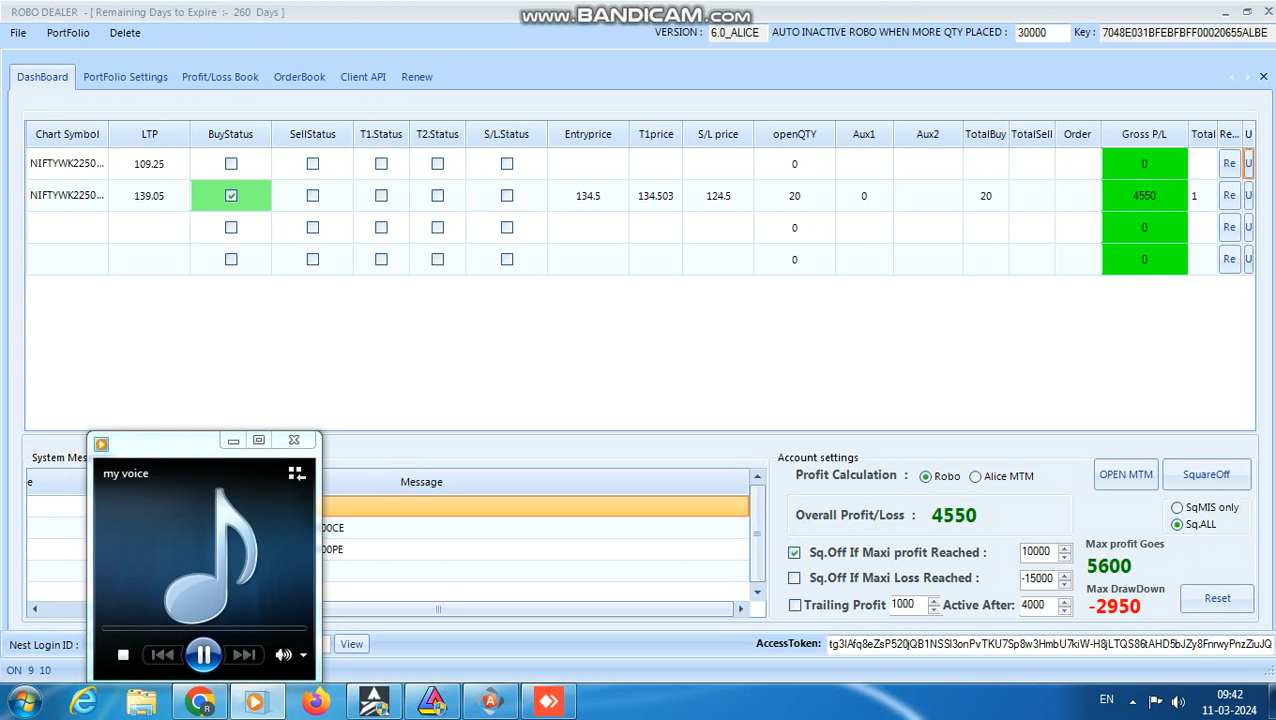 ROBO DEALER - [ Remaining Days to Expire :- 260 Days ]
www.BANDICAM.com
File PortFolio Delete
VERSION : 6.0_ALICE AUTO INACTIVE ROBO WHEN MORE QTY PLACED : 30000 Key : 7048E031BFEBFBFF00020655ALBE
DashBoard PortFolio Settings Profit/Loss Book OrderBook Client API Renew
Chart Symbol LTP BuyStatus SellStatus T1.Status T2.Status S/L.Status Entryprice T1price S/L price openQTY Aux1 Aux2 TotalBuy TotalSell Order Gross P/L Total Re... U
NIFTYWK2250... 109.25 0 0 Re U
NIFTYWK2250... 139.05 134.5 134.503 124.5 20 0 20 4550 1 Re U
0 0 Re U
0 0 Re U
System Mes
e Message
00CE
00PE
my voice
Account settings
Profit Calculation : Robo Alice MTM
OPEN MTM SquareOff
Overall Profit/Loss : 4550
SqMIS only
Sq.ALL
Sq.Off If Maxi profit Reached : 10000
Sq.Off If Maxi Loss Reached : -15000
Trailing Profit 1000 Active After: 4000
Max profit Goes
5600
Max DrawDown
-2950
Reset
Nest Login ID : View
AccessToken:
ON 9 10
EN
09:42
11-03-2024